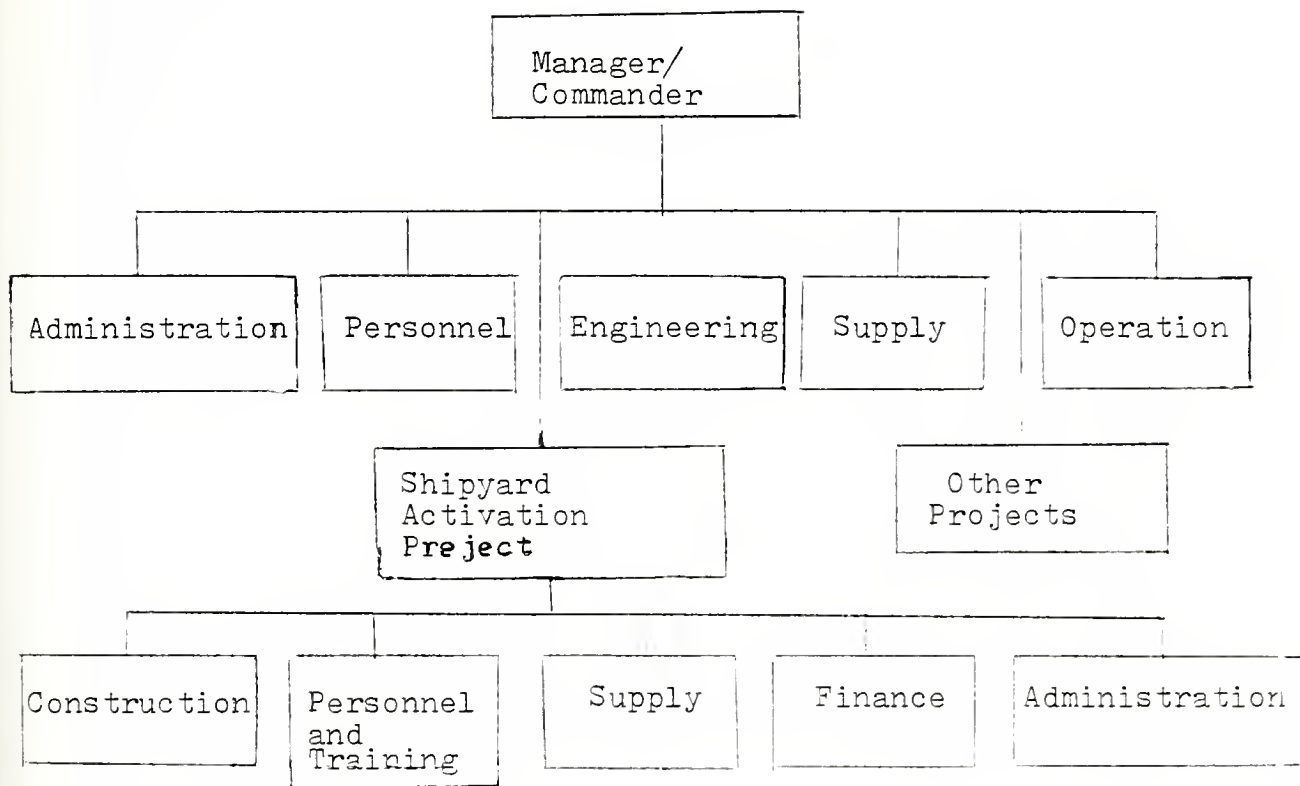 Manager/
Commander
Administration
Personnel
Engineering
Supply
Operation
Shipyard
Activation
Preject
Other
Projects
Construction
Personnel
and
Training
Supply
Finance
Administration